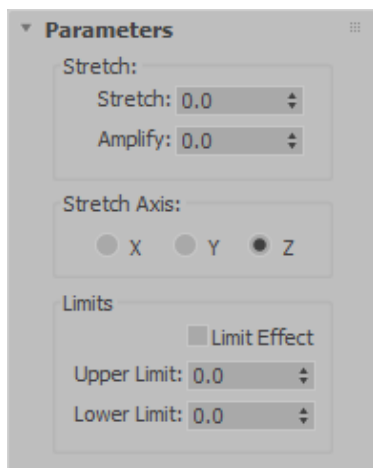 Parameters
Stretch:
Stretch: 0.0
Amplify: 0.0
Stretch Axis:
X Y Z
Limits
Limit Effect
Upper Limit: 0.0
Lower Limit: 0.0